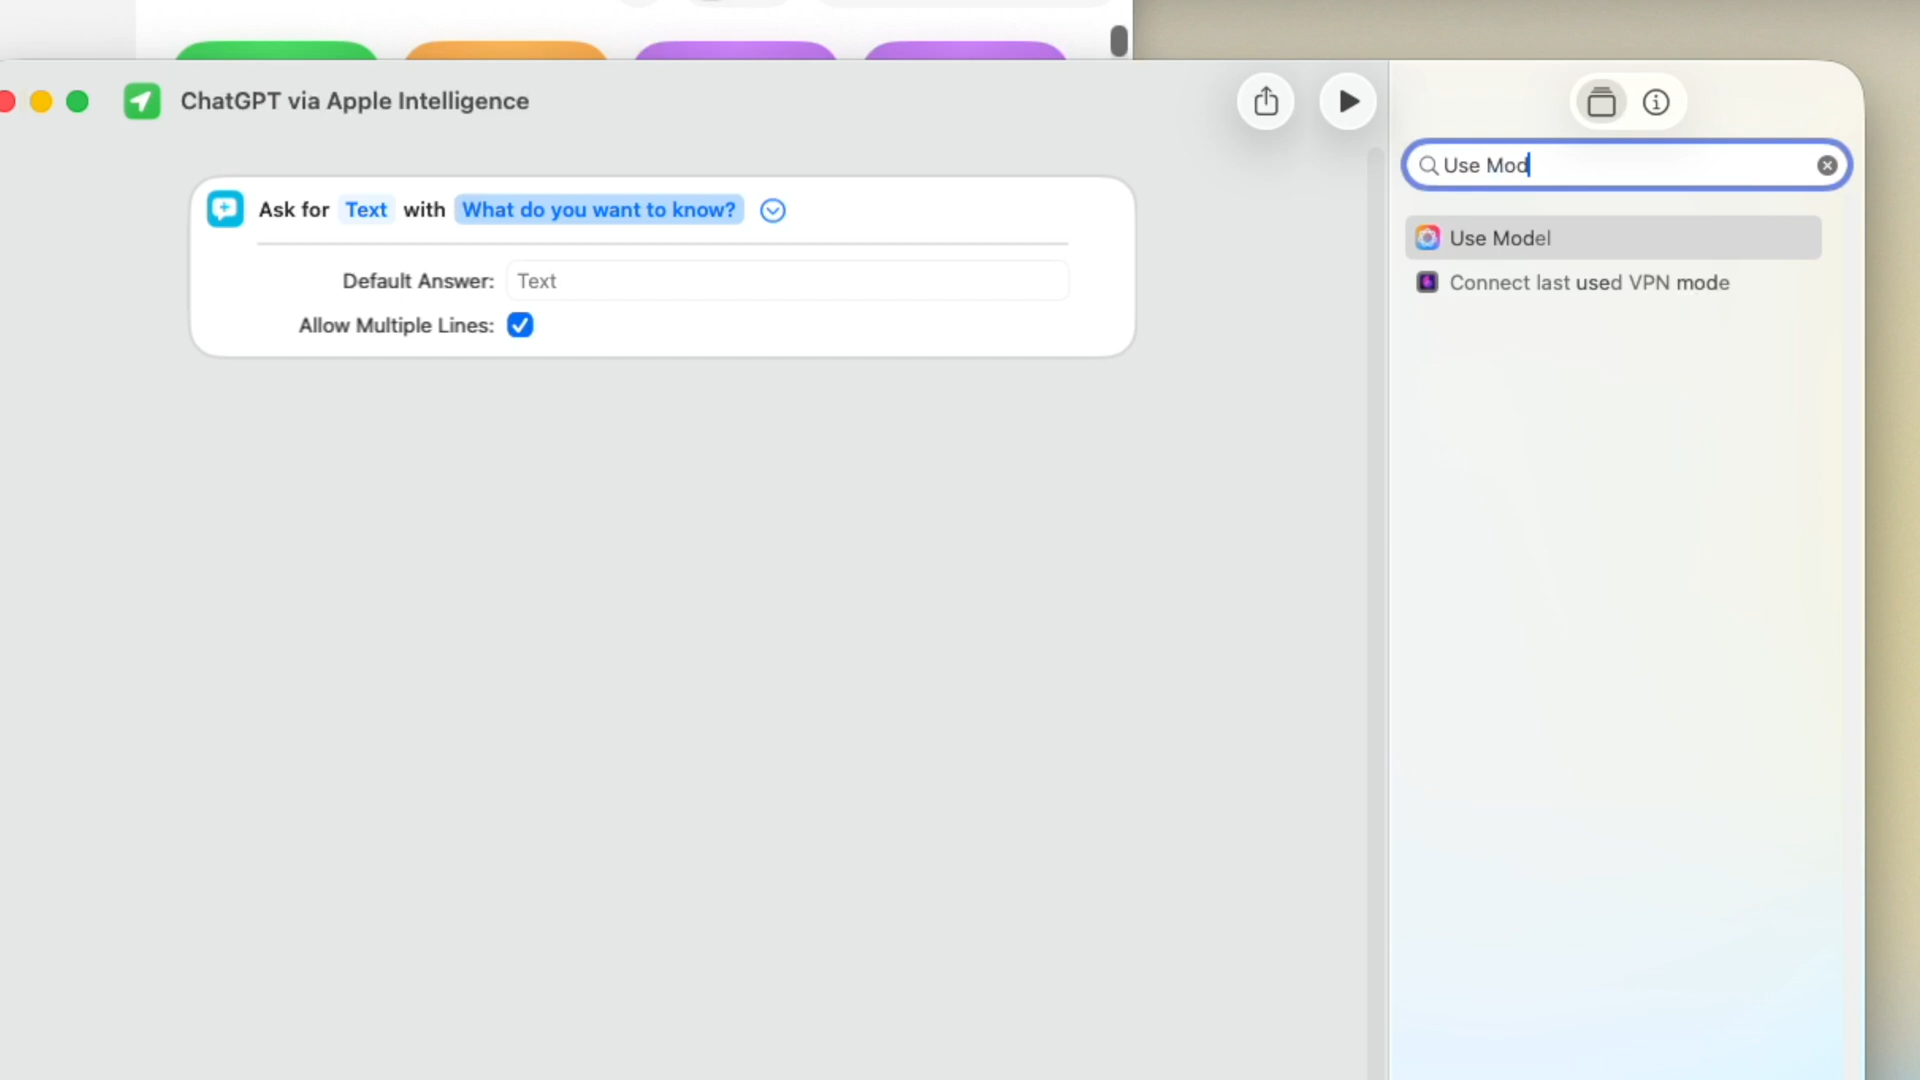 ChatGPT via Apple Intelligence
Ask for Text with What do you want to know?
Default Answer: Text
Allow Multiple Lines:
Use Mod
Use Model
Connect last used VPN mode